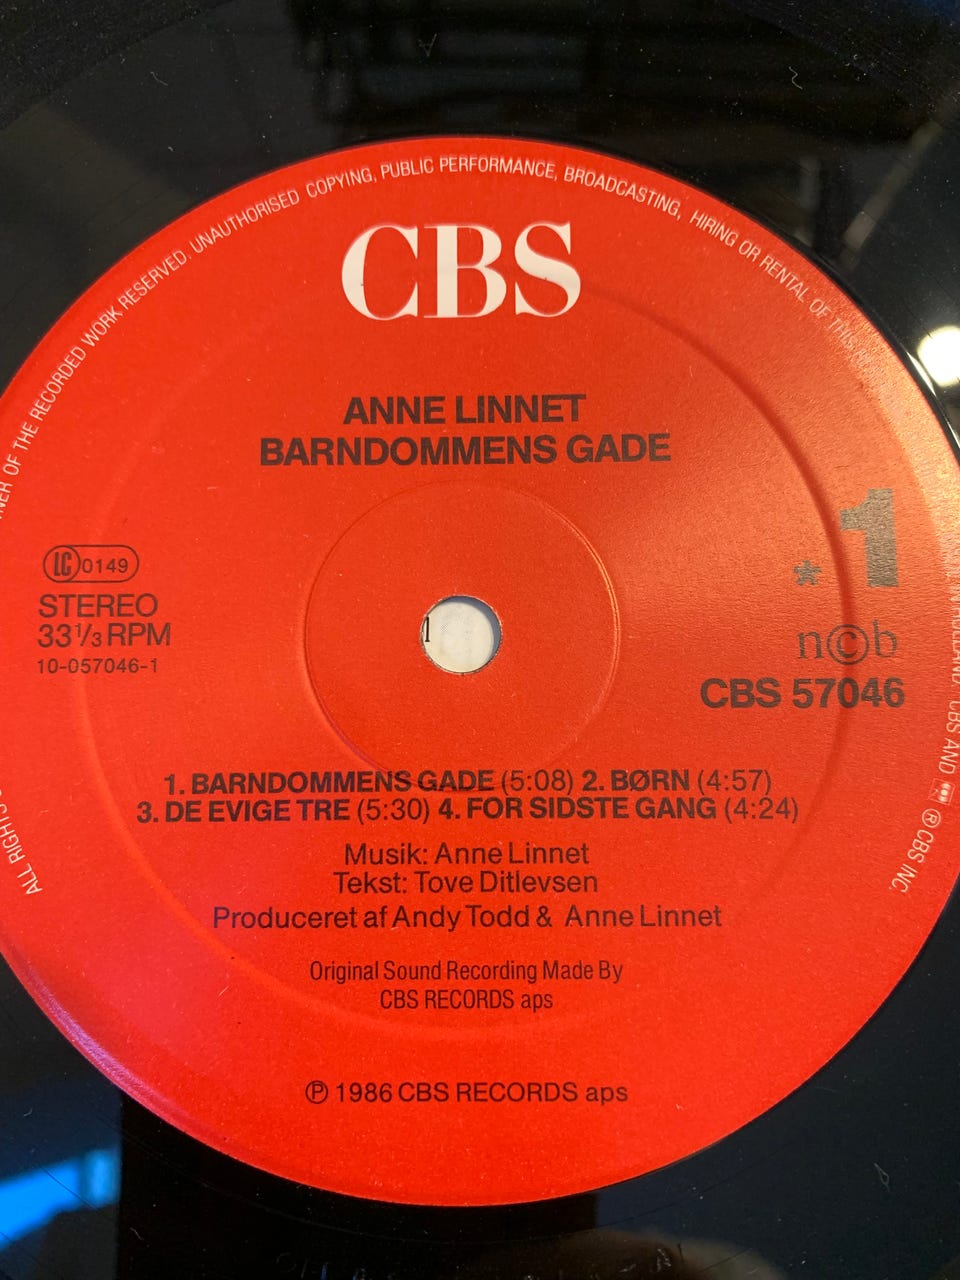 ALL RIGHTS
NER OF THE RECORDED WORK RESERVED. UNAUTHORISED COPYING, PUBLIC PERFORMANCE, BROADCASTING, HIRING OR RENTAL OF THIS
CBS
ANNE LINNET
BARNDOMMENS GADE
*1
LC 0149
STEREO
33 1/3 RPM
10-057046-1
n©b
CBS 57046
1. BARNDOMMENS GADE (5:08) 2. BØRN (4:57)
3. DE EVIGE TRE (5:30) 4. FOR SIDSTE GANG (4:24)
Musik: Anne Linnet
Tekst: Tove Ditlevsen
Produceret af Andy Todd & Anne Linnet
Original Sound Recording Made By
CBS RECORDS aps
℗ 1986 CBS RECORDS aps
HOLLAND CBS AND ® CBS INC.